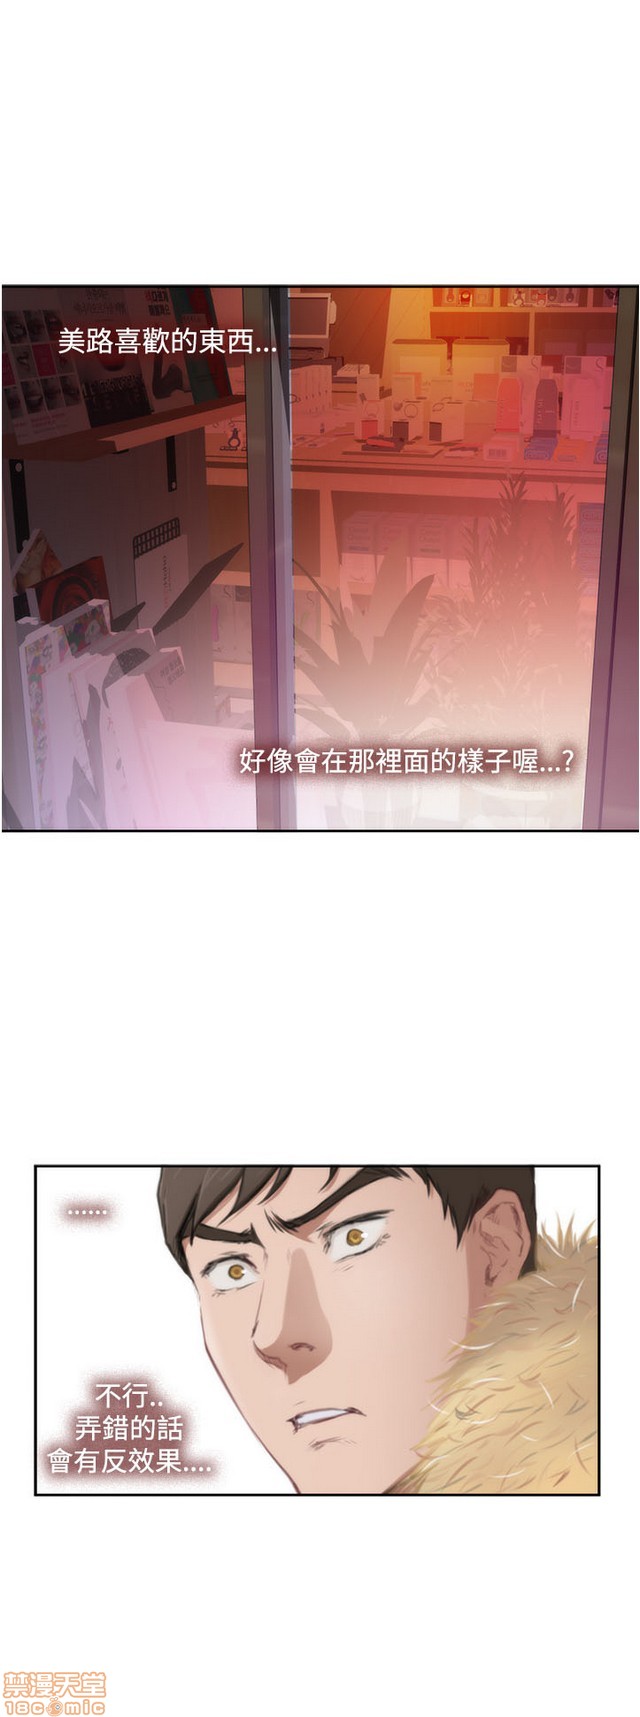 美路喜歡的東西...
好像會在那裡面的樣子喔...?
......
不行..
弄錯的話
會有反效果....
禁漫天堂
18comic